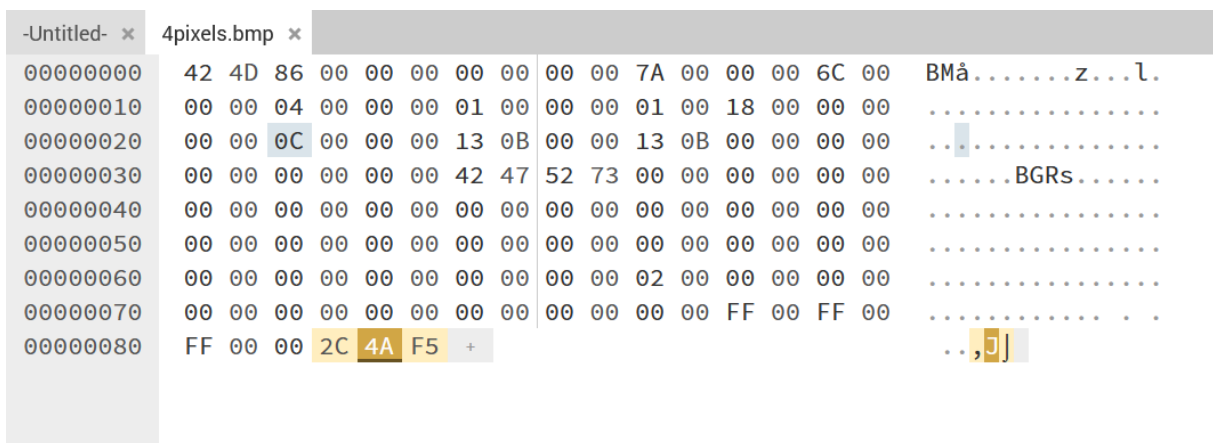 -Untitled- × 4pixels.bmp ×
00000000 42 4D 86 00 00 00 00 00 00 00 7A 00 00 00 6C 00 BMå.......z...l.
00000010 00 00 04 00 00 00 01 00 00 00 01 00 18 00 00 00 ................
00000020 00 00 0C 00 00 00 13 0B 00 00 13 0B 00 00 00 00 ................
00000030 00 00 00 00 00 00 42 47 52 73 00 00 00 00 00 00 ......BGRs......
00000040 00 00 00 00 00 00 00 00 00 00 00 00 00 00 00 00 ................
00000050 00 00 00 00 00 00 00 00 00 00 00 00 00 00 00 00 ................
00000060 00 00 00 00 00 00 00 00 00 00 02 00 00 00 00 00 ................
00000070 00 00 00 00 00 00 00 00 00 00 00 00 FF 00 FF 00 ............ . .
00000080 FF 00 00 2C 4A F5 + ..,J⌡